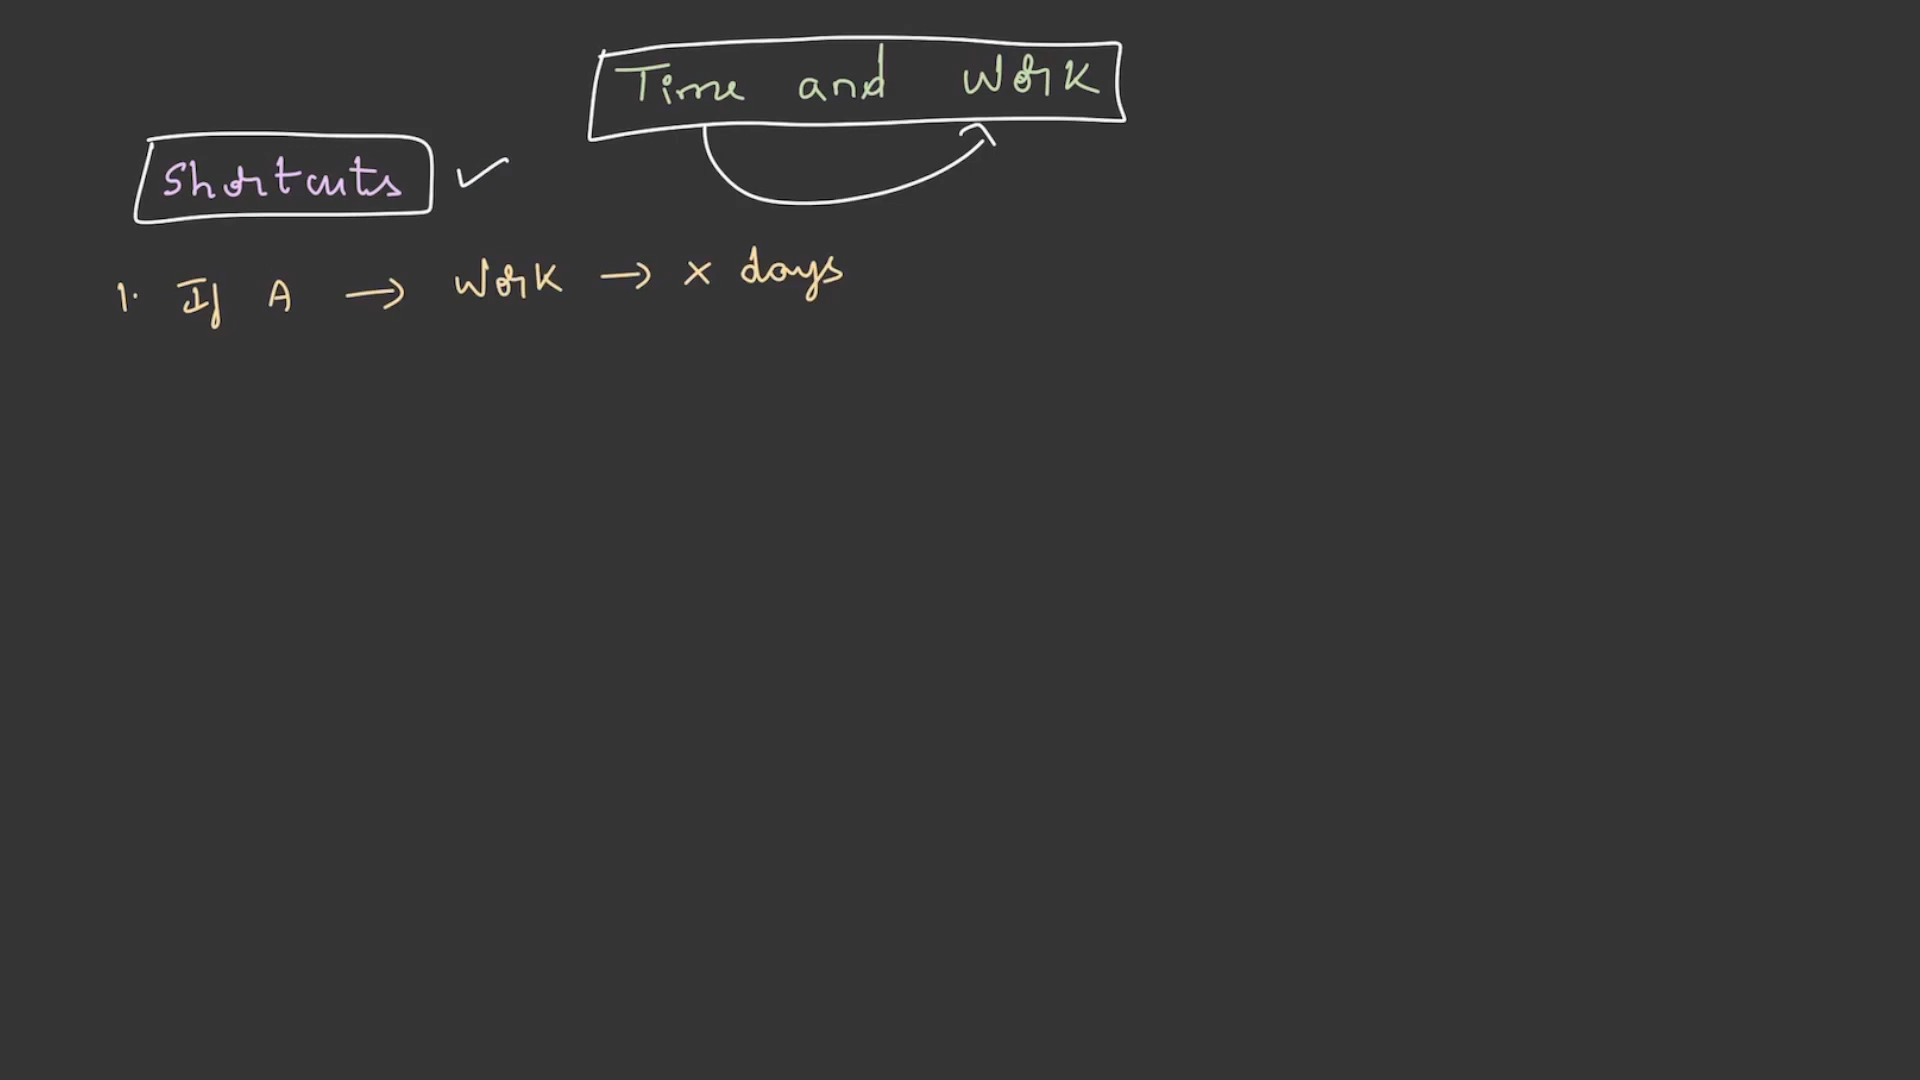 Time and Work
Shortcuts ✓
1. If A → Work → x days